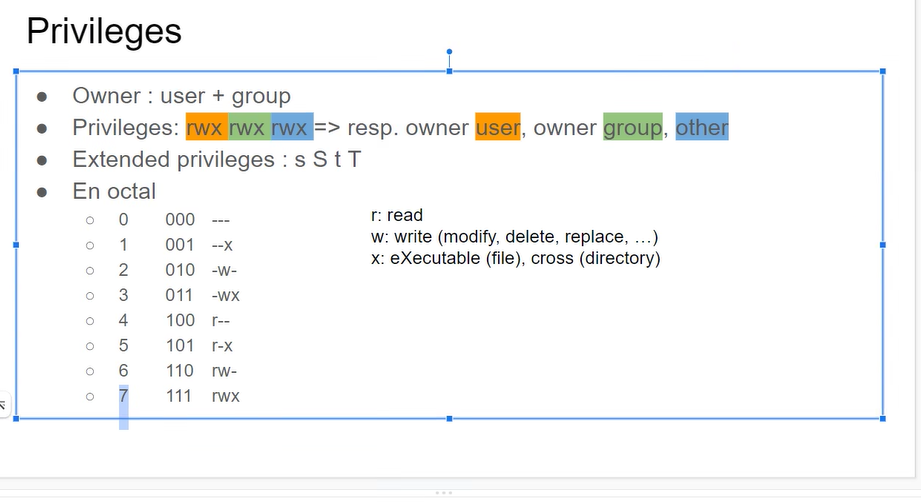 Privileges
● Owner : user + group
● Privileges: rwx rwx rwx => resp. owner user, owner group, other
● Extended privileges : s S t T
● En octal
○ 0 000 ---
○ 1 001 --x
○ 2 010 -w-
○ 3 011 -wx
○ 4 100 r--
○ 5 101 r-x
○ 6 110 rw-
○ 7 111 rwx
r: read
w: write (modify, delete, replace, …)
x: eXecutable (file), cross (directory)